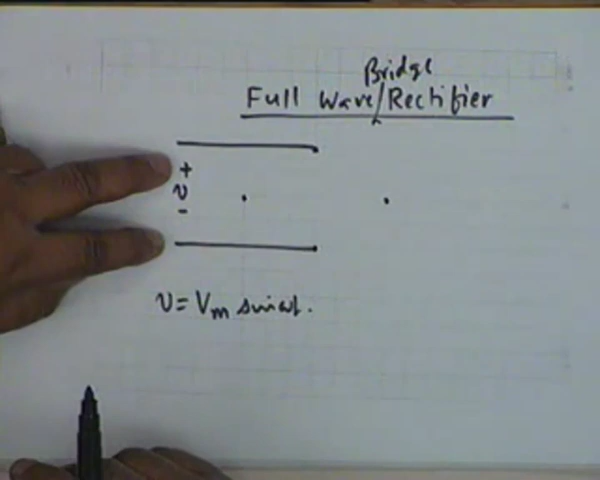 Bridge
Full Wave/Rectifier
+
v
-
v = Vm sinωt.